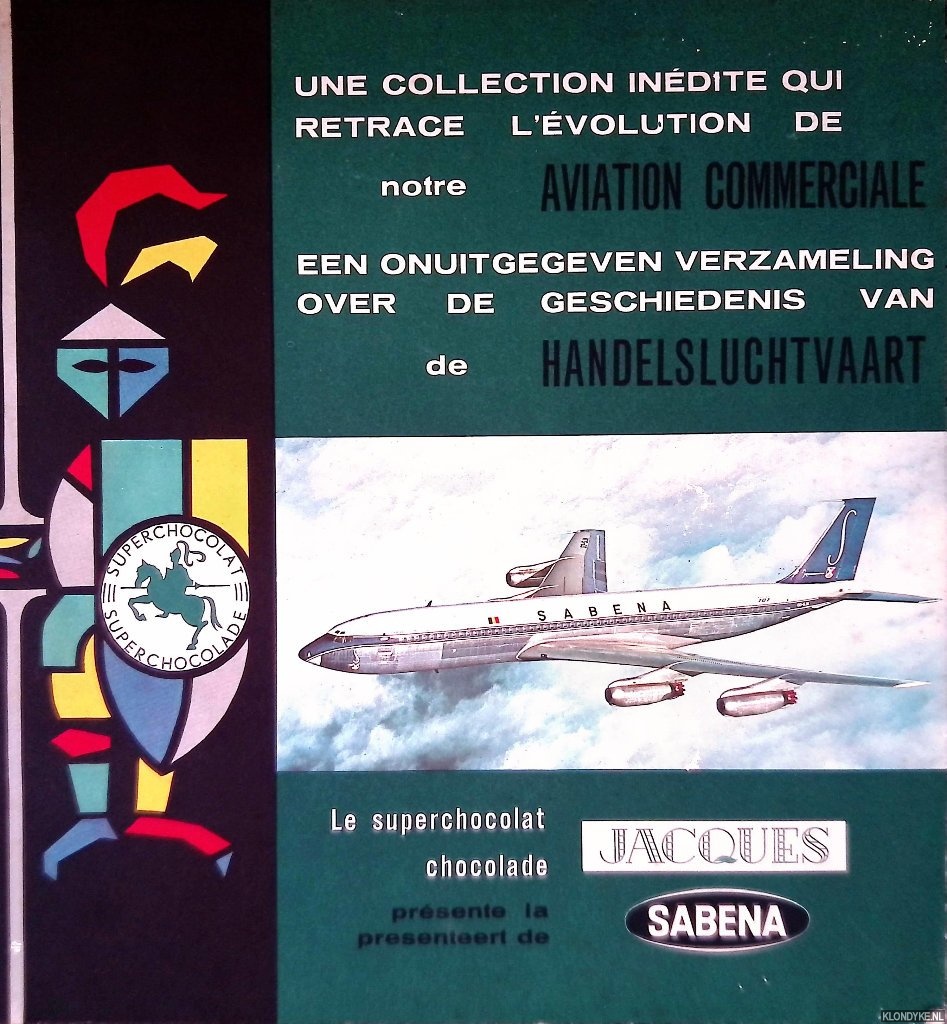 UNE COLLECTION INÉDITE QUI
RETRACE L'ÉVOLUTION DE
notre AVIATION COMMERCIALE
EEN ONUITGEGEVEN VERZAMELING
OVER DE GESCHIEDENIS VAN
de HANDELSLUCHTVAART
SUPERCHOCOLAT
SUPERCHOCOLADE
SABENA
707
Le superchocolat
chocolade
JACQUES
présente la
presenteert de
SABENA
KLONDYKE.NL